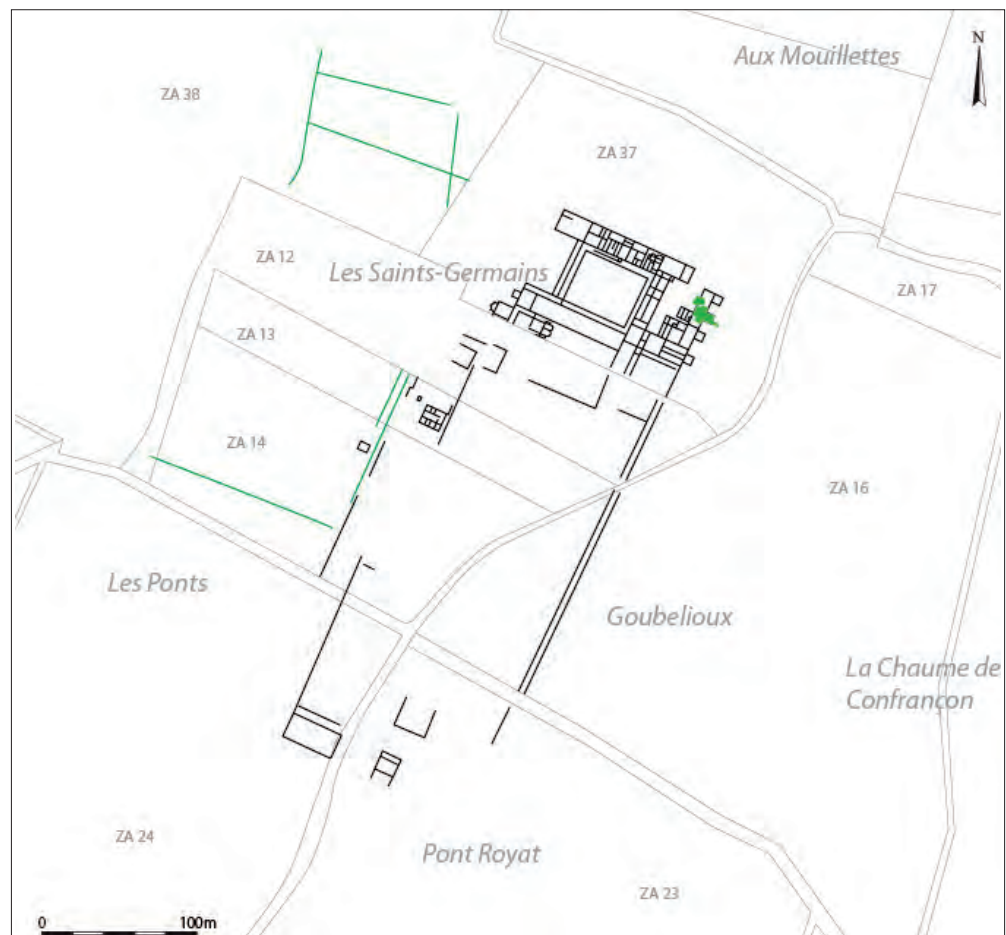 Aux Mouillettes
N
ZA 38
ZA 37
ZA 12
Les Saints-Germains
ZA 17
ZA 13
ZA 14
ZA 16
Les Ponts
Goubelioux
La Chaume de
Confrançon
ZA 24
Pont Royat
ZA 23
0 100m